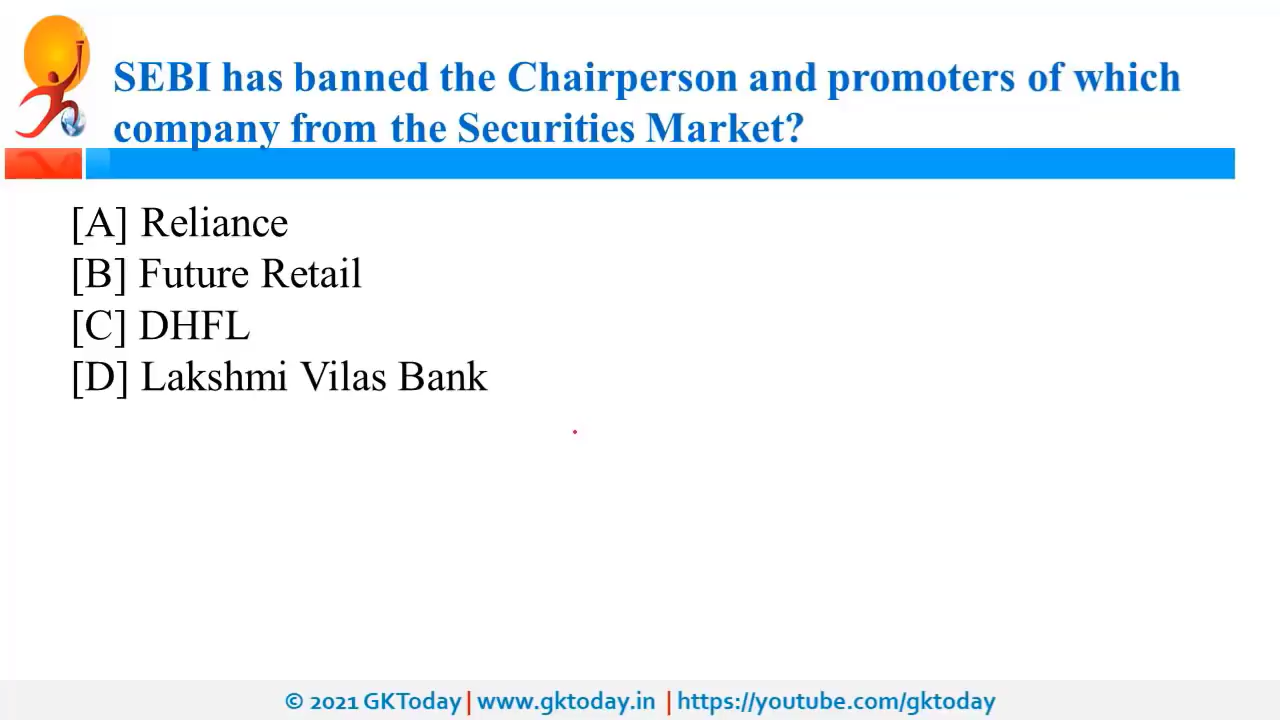 SEBI has banned the Chairperson and promoters of which
company from the Securities Market?
[A] Reliance
[B] Future Retail
[C] DHFL
[D] Lakshmi Vilas Bank
© 2021 GKToday | www.gktoday.in | https://youtube.com/gktoday